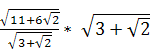 √(11+6√2) / √(3+√2) * √(3 + √2)